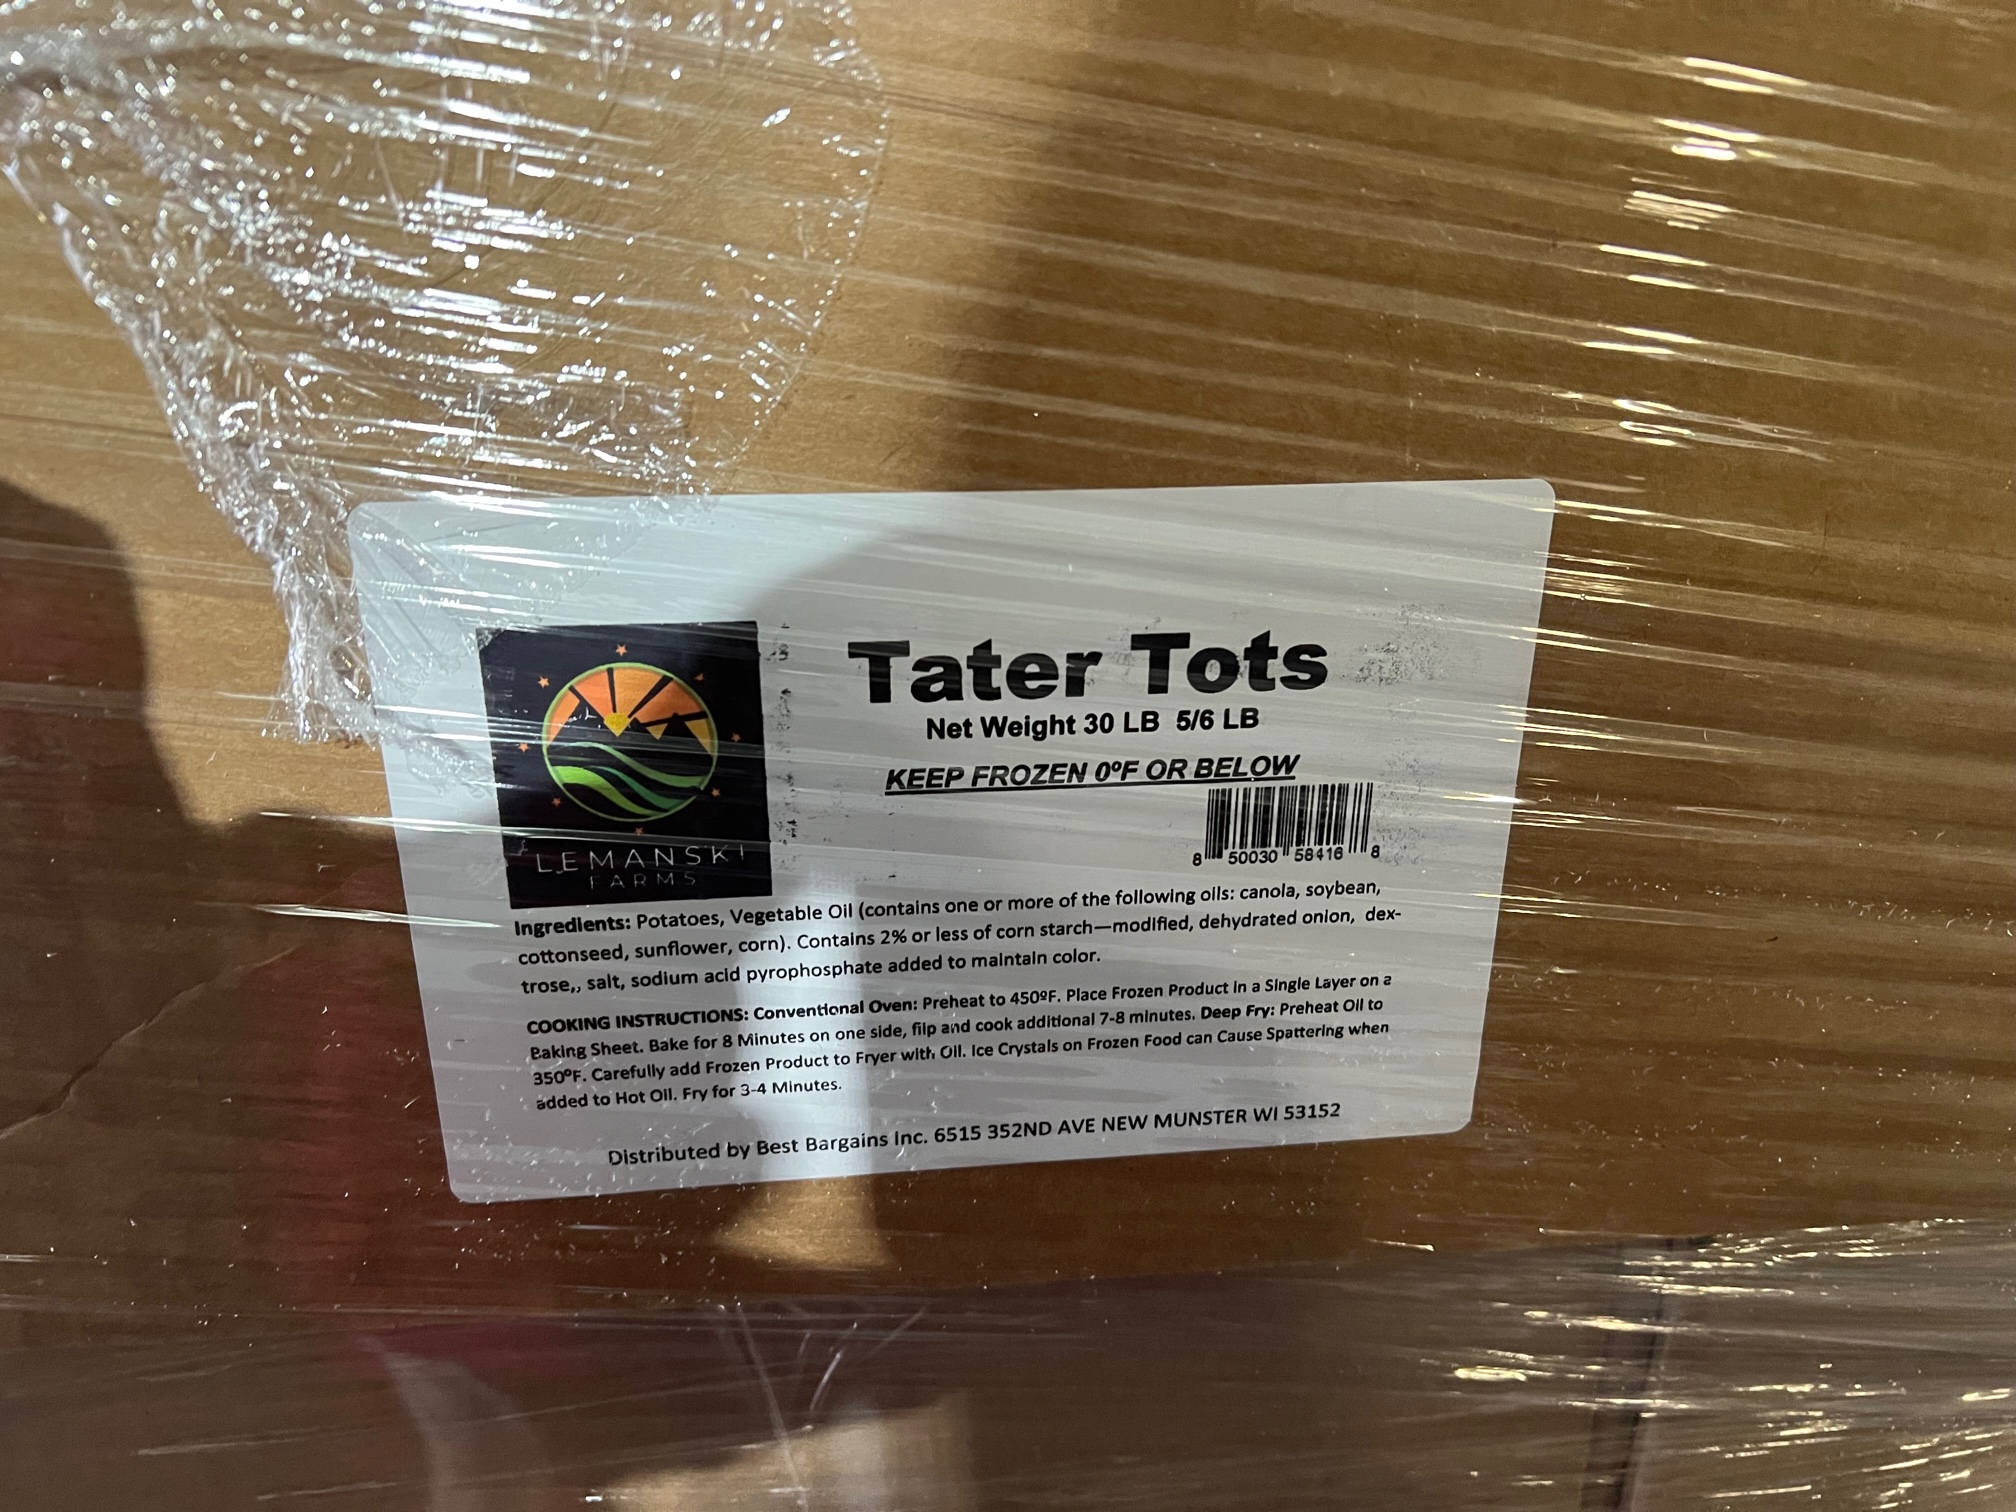 Tater Tots
Net Weight 30 LB 5/6 LB
KEEP FROZEN 0ºF OR BELOW
8 50030 58416 8
LEMANSKI
FARMS
Ingredients: Potatoes, Vegetable Oil (contains one or more of the following oils: canola, soybean,
cottonseed, sunflower, corn). Contains 2% or less of corn starch—modified, dehydrated onion, dex-
trose,, salt, sodium acid pyrophosphate added to maintain color.
COOKING INSTRUCTIONS: Conventional Oven: Preheat to 450ºF. Place Frozen Product in a Single Layer on a
Baking Sheet. Bake for 8 Minutes on one side, flip and cook additional 7-8 minutes. Deep Fry: Preheat Oil to
350ºF. Carefully add Frozen Product to Fryer with Oil. Ice Crystals on Frozen Food can Cause Spattering when
added to Hot Oil. Fry for 3-4 Minutes.
Distributed by Best Bargains Inc. 6515 352ND AVE NEW MUNSTER WI 53152